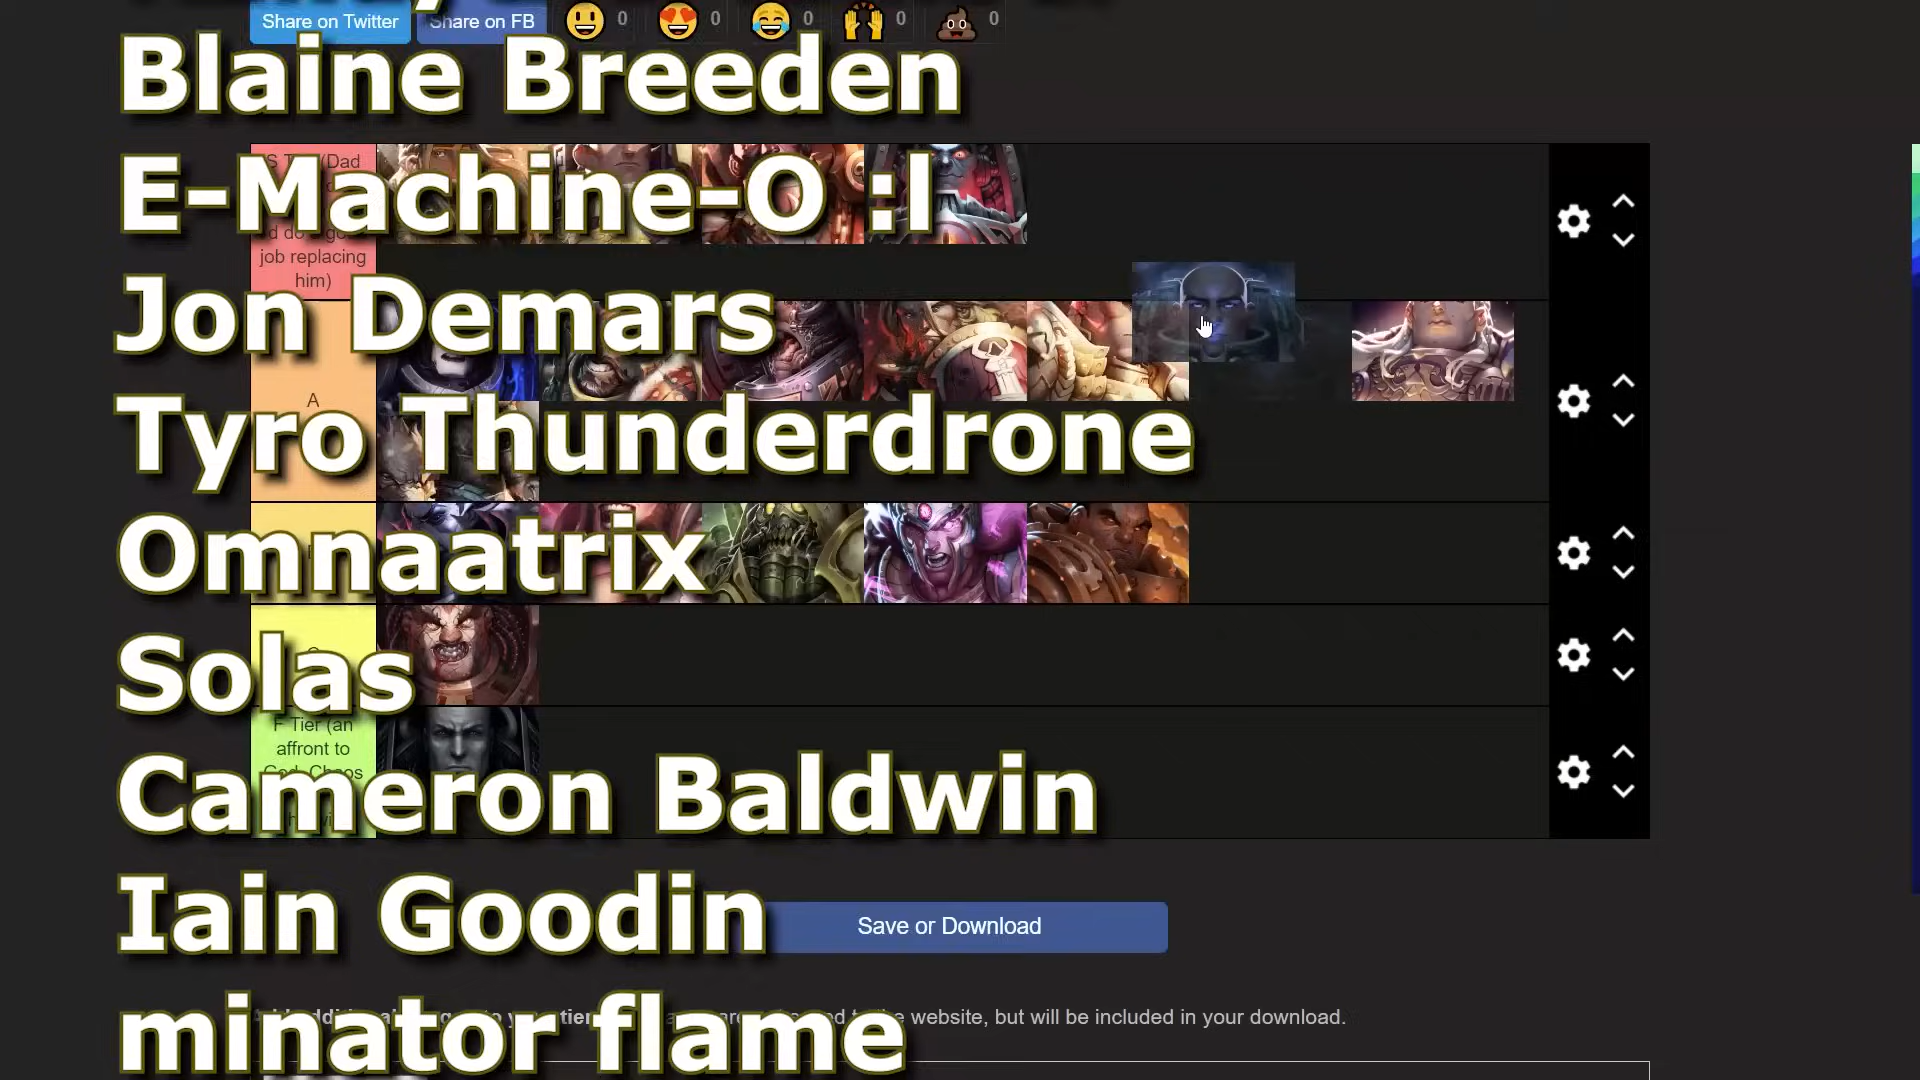 Share on Twitter
Share on FB
0
0
0
0
0
Blaine Breeden
E-Machine-O :l
job replacing
him)
Jon Demars
A
Tyro Thunderdrone
Omnaatrix
Solas
F Tier (an
affront to
Cameron Baldwin
Iain Goodin
Save or Download
website, but will be included in your download.
minator flame